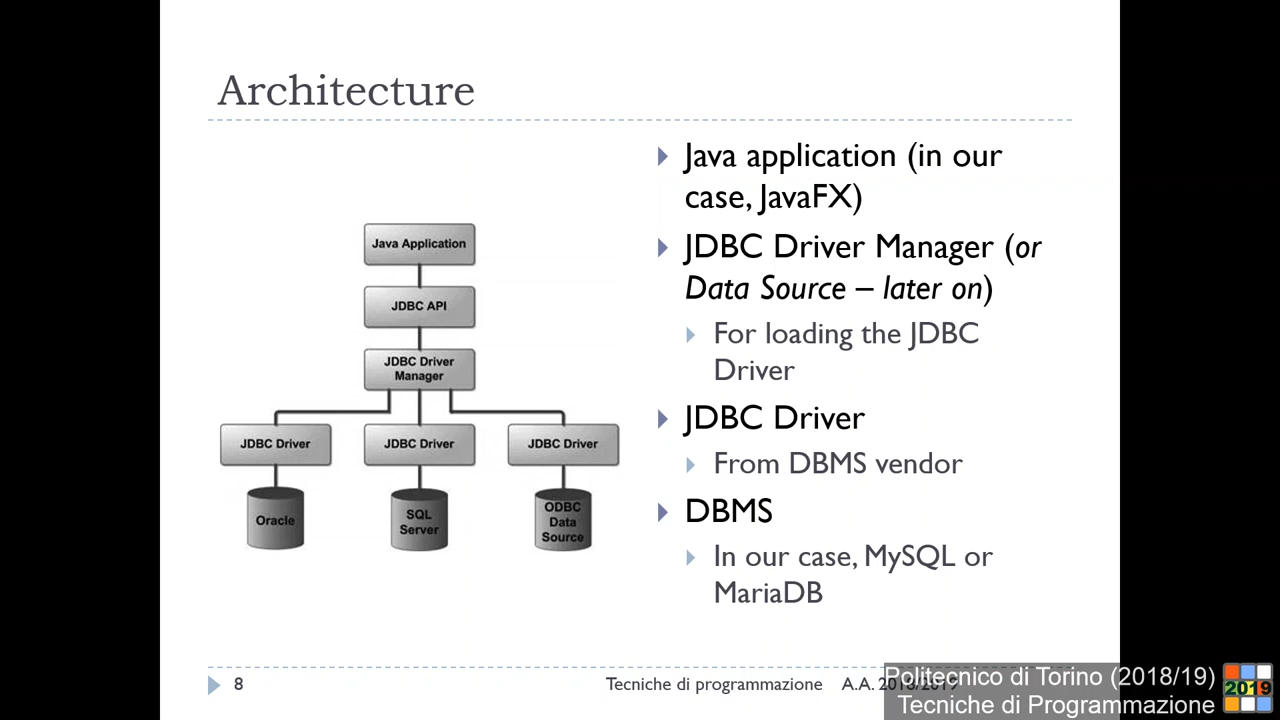 Architecture
Java Application
JDBC API
JDBC Driver
Manager
JDBC Driver
JDBC Driver
JDBC Driver
Oracle
SQL
Server
ODBC
Data
Source
Java application (in our
case, JavaFX)
JDBC Driver Manager (or
Data Source – later on)
For loading the JDBC
Driver
JDBC Driver
From DBMS vendor
DBMS
In our case, MySQL or
MariaDB
8
Tecniche di programmazione A.A. 2018/2019
Politecnico di Torino (2018/19)
Tecniche di Programmazione
2019